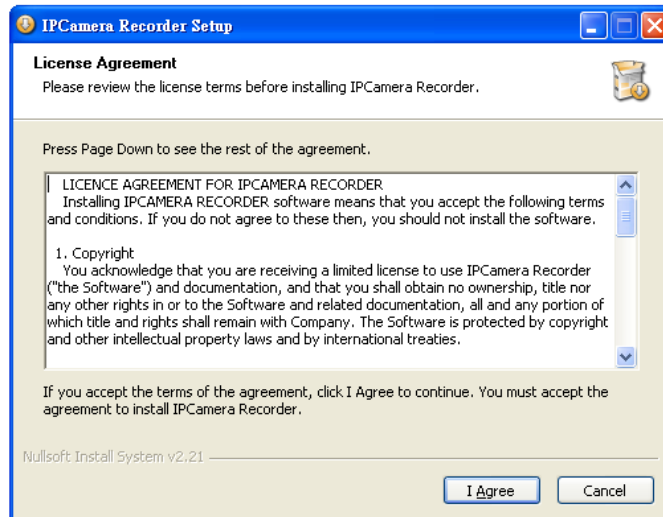 IPCamera Recorder Setup
License Agreement
Please review the license terms before installing IPCamera Recorder.
Press Page Down to see the rest of the agreement.
LICENCE AGREEMENT FOR IPCAMERA RECORDER
Installing IPCAMERA RECORDER software means that you accept the following terms
and conditions. If you do not agree to these then, you should not install the software.
1. Copyright
You acknowledge that you are receiving a limited license to use IPCamera Recorder
("the Software") and documentation, and that you shall obtain no ownership, title nor
any other rights in or to the Software and related documentation, all and any portion of
which title and rights shall remain with Company. The Software is protected by copyright
and other intellectual property laws and by international treaties.
If you accept the terms of the agreement, click I Agree to continue. You must accept the
agreement to install IPCamera Recorder.
Nullsoft Install System v2.21
I Agree
Cancel